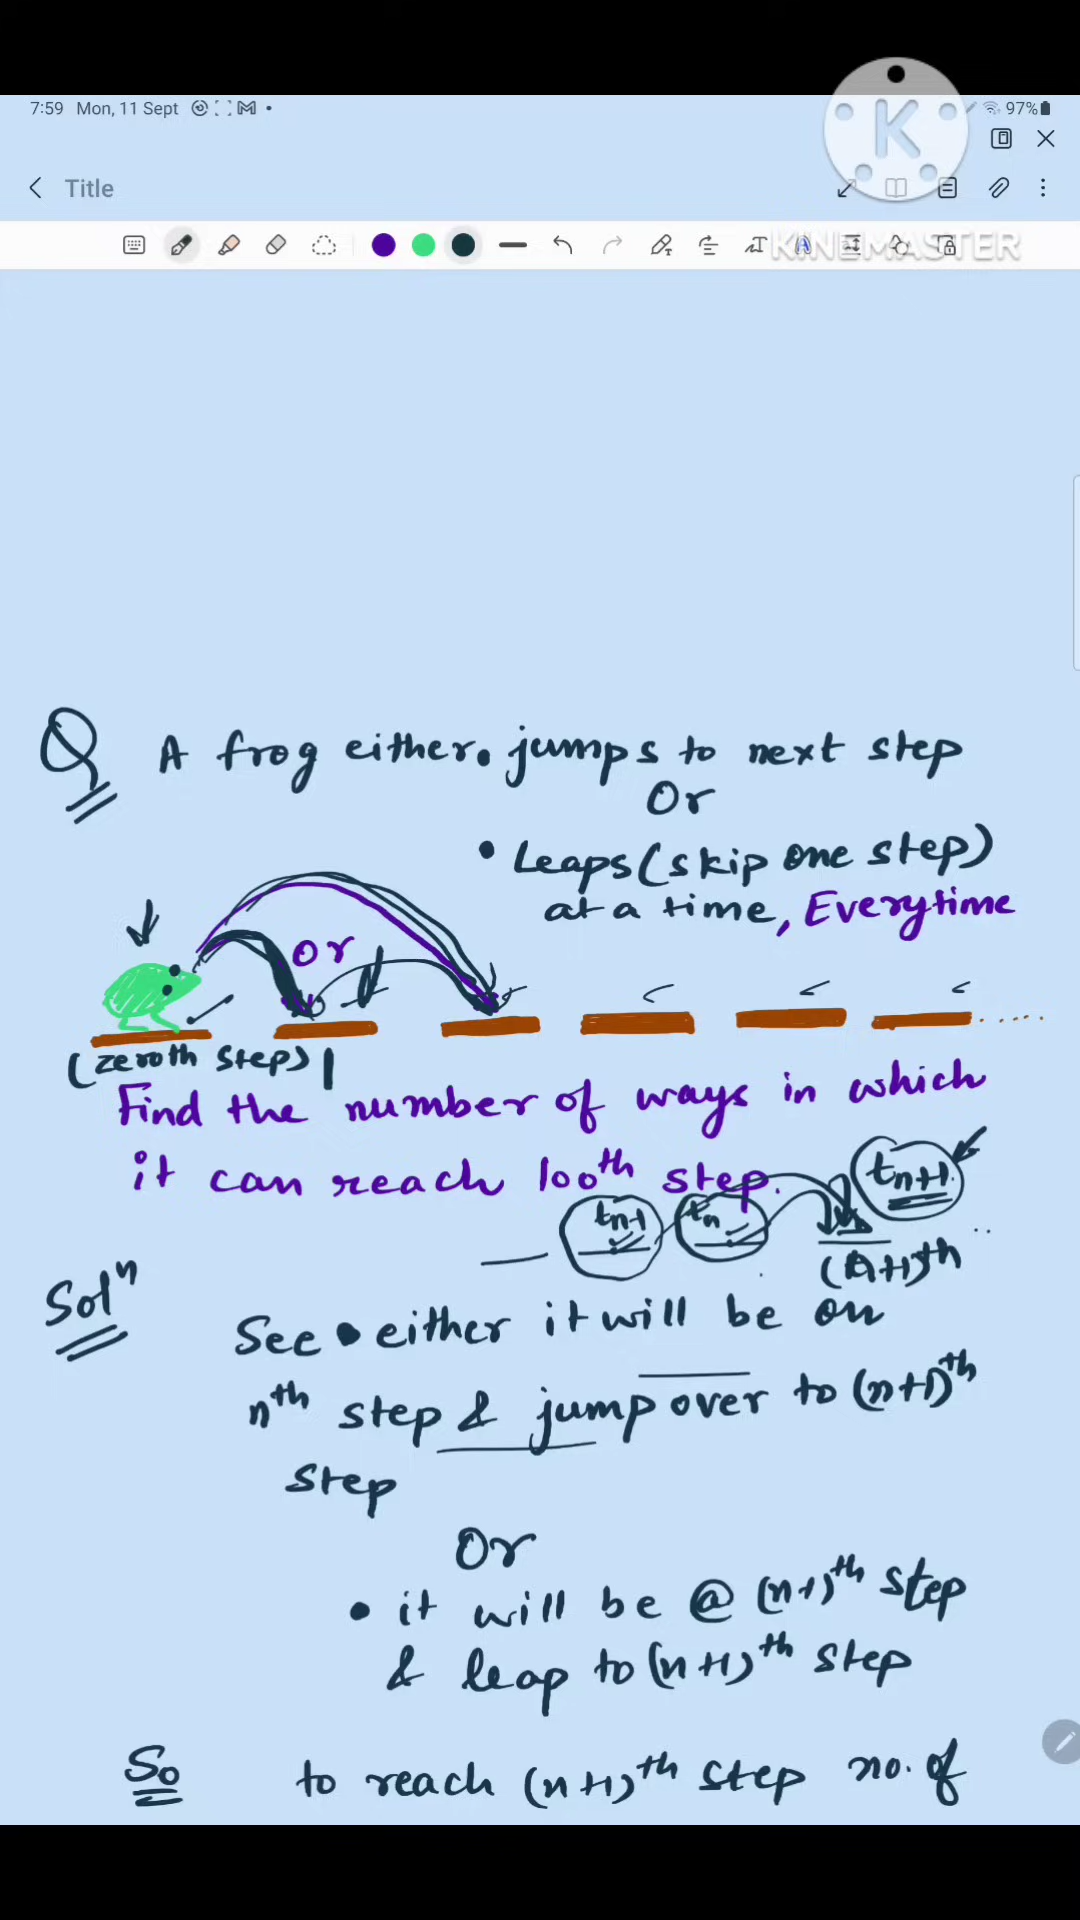 7:59 Mon, 11 Sept
97%
K
Title
KINEMASTER
Q A frog either • jumps to next step
Or
• Leaps (skip one step)
at a time, Everytime
or
(zeroth step) 1
Find the number of ways in which
it can reach 100th step.
tn-1 tn tn+1
(n+1)th
Soln
See • either it will be on
nth step & jump over to (n+1)th
step
Or
• it will be @ (n-1)th step
& leap to (n+1)th step
So to reach (n+1)th step no. of